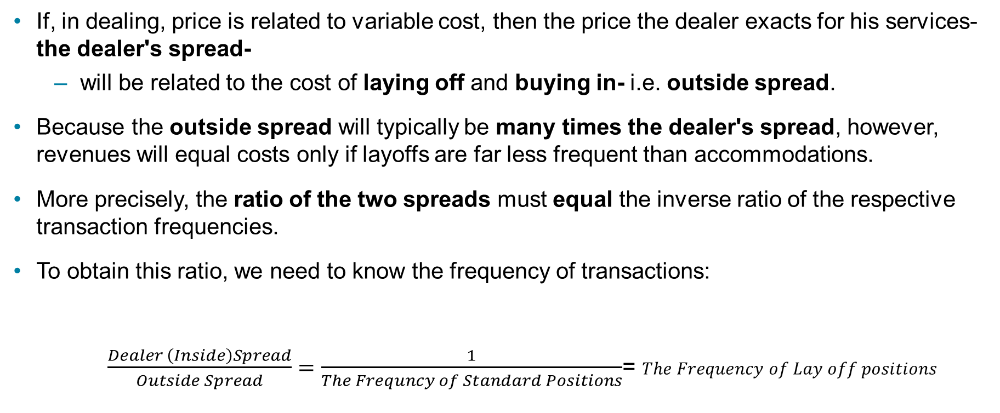 • If, in dealing, price is related to variable cost, then the price the dealer exacts for his services-
the dealer's spread-
– will be related to the cost of laying off and buying in- i.e. outside spread.
• Because the outside spread will typically be many times the dealer's spread, however,
revenues will equal costs only if layoffs are far less frequent than accommodations.
• More precisely, the ratio of the two spreads must equal the inverse ratio of the respective
transaction frequencies.
• To obtain this ratio, we need to know the frequency of transactions:
Dealer (Inside)Spread / Outside Spread = 1 / The Frequncy of Standard Positions = The Frequency of Lay off positions